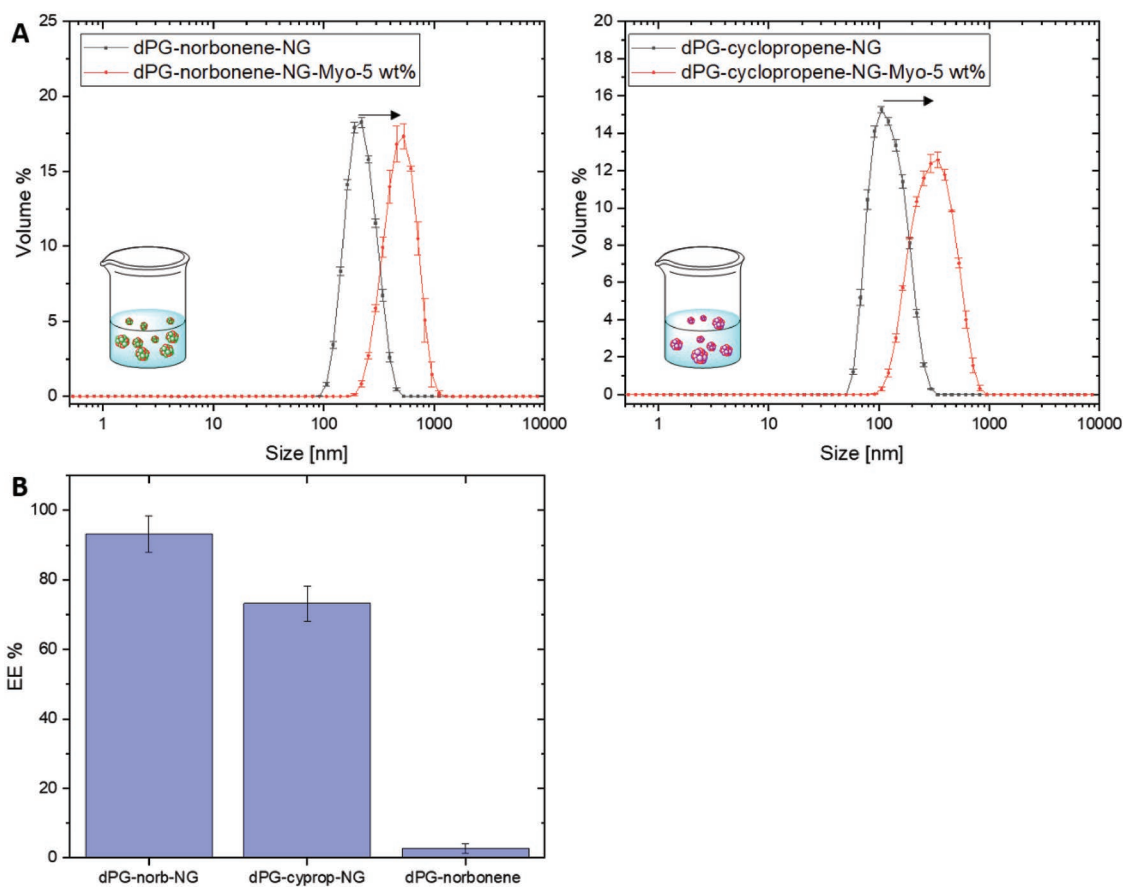 A
dPG-norbonene-NG
dPG-norbonene-NG-Myo-5 wt%
25
20
15
10
5
0
Volume %
1
10
100
1000
10000
Size [nm]
dPG-cyclopropene-NG
dPG-cyclopropene-NG-Myo-5 wt%
20
18
16
14
12
10
8
6
4
2
0
Volume %
1
10
100
1000
10000
Size [nm]
B
100
80
60
40
20
0
EE %
dPG-norb-NG
dPG-cyprop-NG
dPG-norbonene